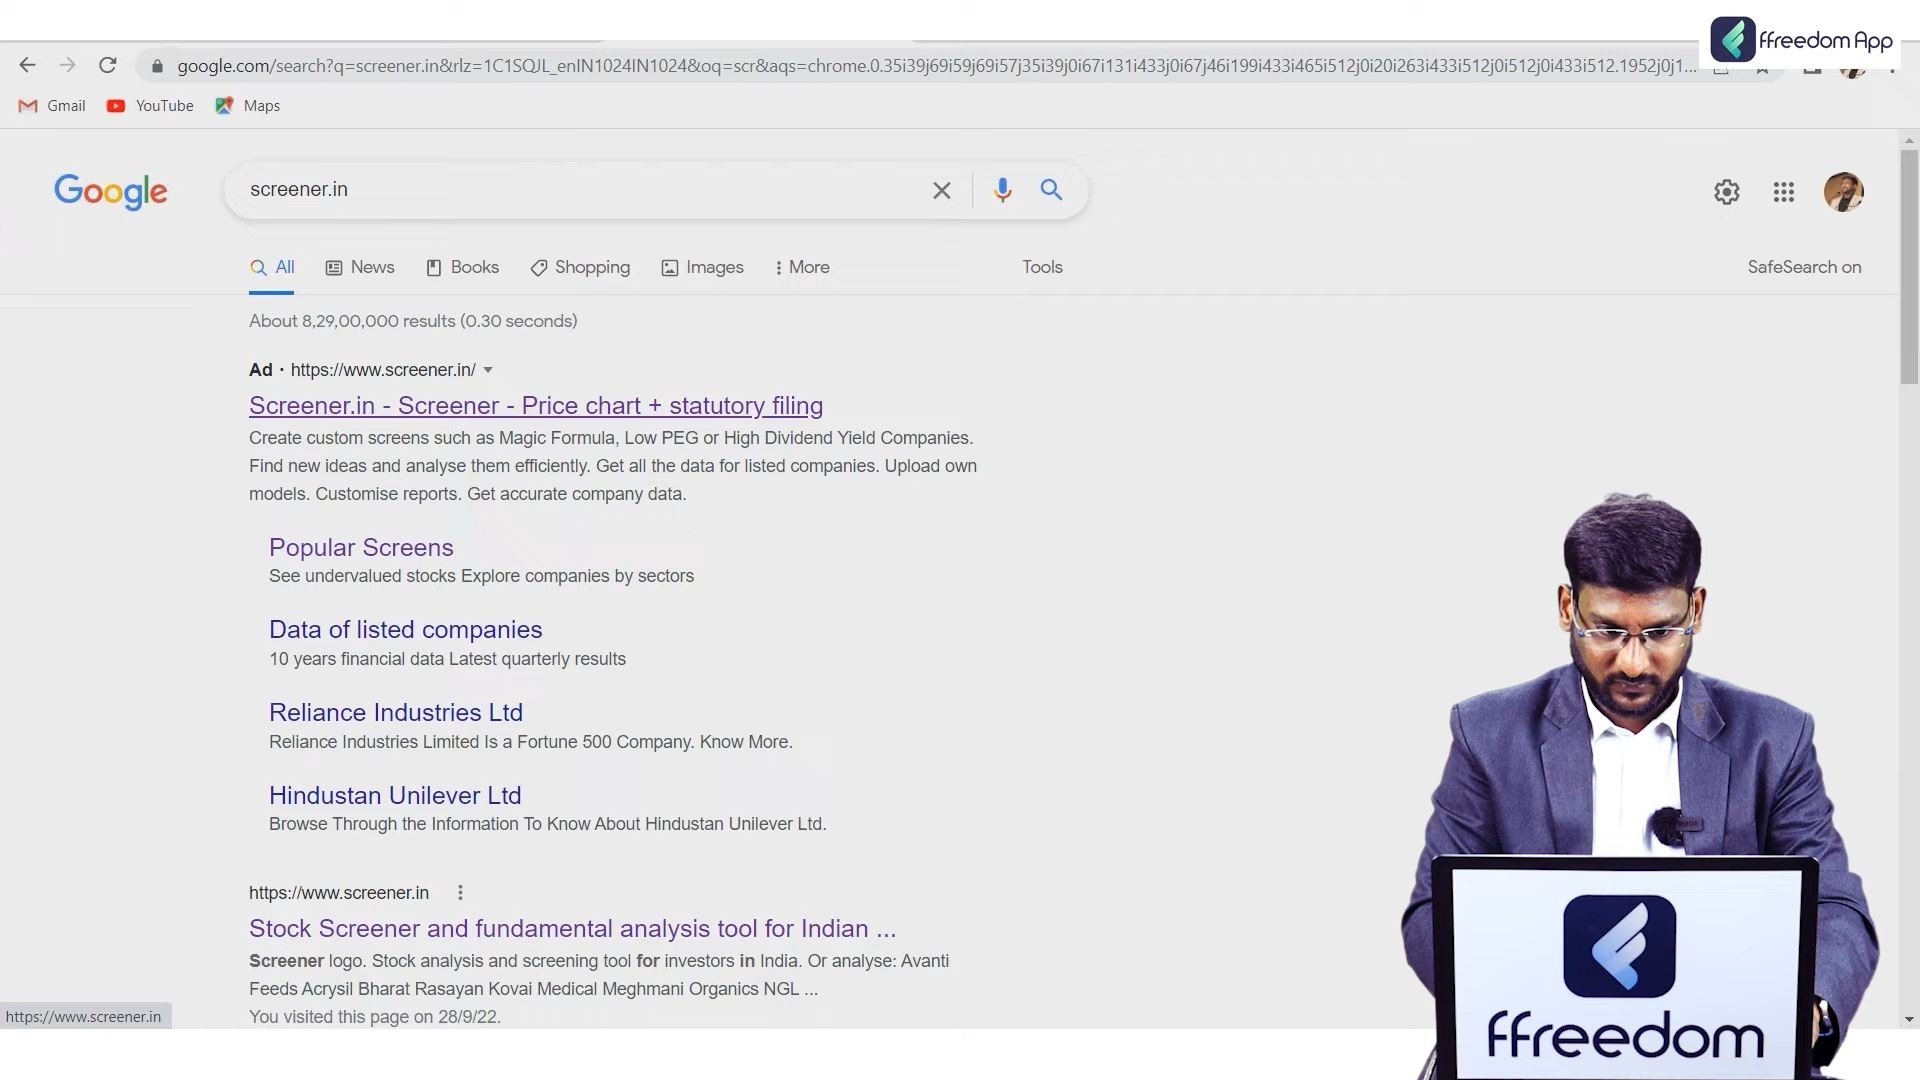 ffreedom App
google.com/search?q=screener.in&rlz=1C1SQJL_enIN1024IN1024&oq=scr&aqs=chrome.0.35i39j69i59j69i57j35i39j0i67i131i433j0i67j46i199i433i465i512j0i20i263i433i512j0i512j0i433i512.1952j0j1...
Gmail YouTube Maps
Google screener.in
All News Books Shopping Images More Tools SafeSearch on
About 8,29,00,000 results (0.30 seconds)
Ad · https://www.screener.in/
Screener.in - Screener - Price chart + statutory filing
Create custom screens such as Magic Formula, Low PEG or High Dividend Yield Companies.
Find new ideas and analyse them efficiently. Get all the data for listed companies. Upload own
models. Customise reports. Get accurate company data.
Popular Screens
See undervalued stocks Explore companies by sectors
Data of listed companies
10 years financial data Latest quarterly results
Reliance Industries Ltd
Reliance Industries Limited Is a Fortune 500 Company. Know More.
Hindustan Unilever Ltd
Browse Through the Information To Know About Hindustan Unilever Ltd.
https://www.screener.in
Stock Screener and fundamental analysis tool for Indian ...
Screener logo. Stock analysis and screening tool for investors in India. Or analyse: Avanti
Feeds Acrysil Bharat Rasayan Kovai Medical Meghmani Organics NGL ...
You visited this page on 28/9/22.
https://www.screener.in
RODE
ffreedom